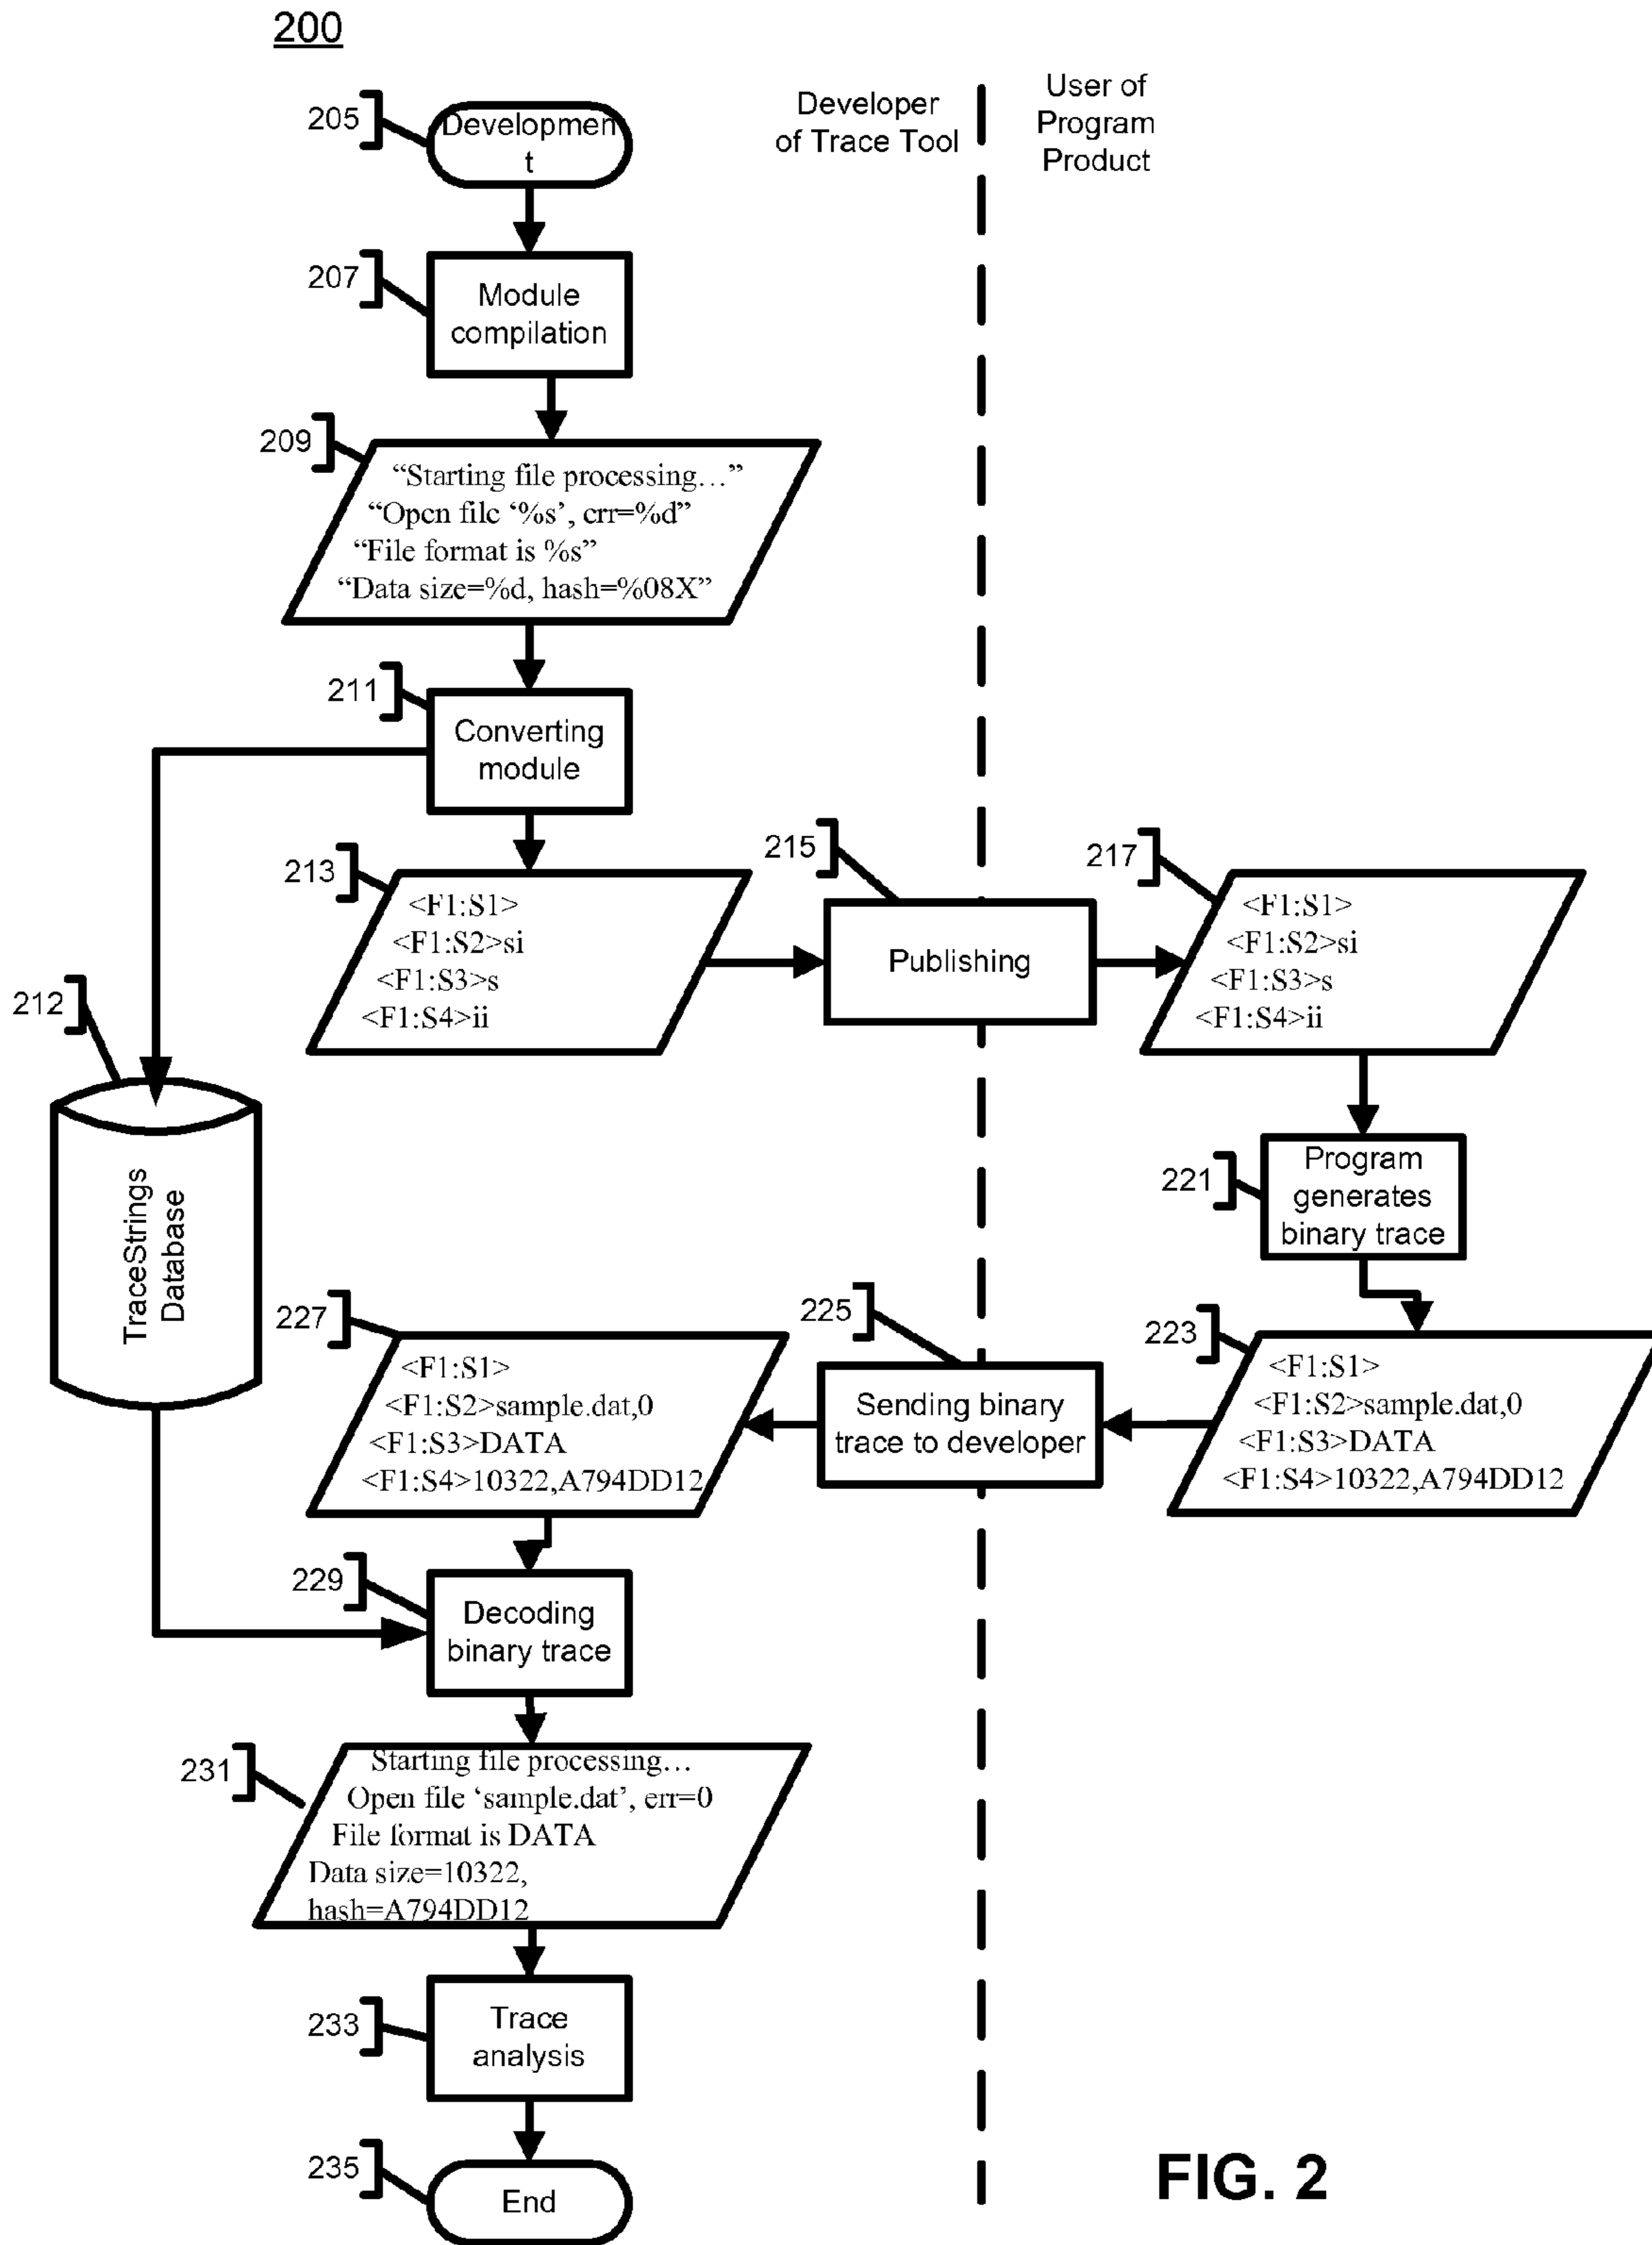 200
205
Developmen
t
Developer
of Trace Tool
User of
Program
Product
207
Module
compilation
209
“Starting file processing…”
“Open file ‘%s’, err=%d”
“File format is %s”
“Data size=%d, hash=%08X”
211
Converting
module
213
<F1:S1>
<F1:S2>si
<F1:S3>s
<F1:S4>ii
215
Publishing
217
<F1:S1>
<F1:S2>si
<F1:S3>s
<F1:S4>ii
212
TraceStrings
Database
221
Program
generates
binary trace
227
<F1:S1>
<F1:S2>sample.dat,0
<F1:S3>DATA
<F1:S4>10322,A794DD12
225
Sending binary
trace to developer
223
<F1:S1>
<F1:S2>sample.dat,0
<F1:S3>DATA
<F1:S4>10322,A794DD12
229
Decoding
binary trace
231
Starting file processing…
Open file ‘sample.dat’, err=0
File format is DATA
Data size=10322,
hash=A794DD12
233
Trace
analysis
235
End
FIG. 2